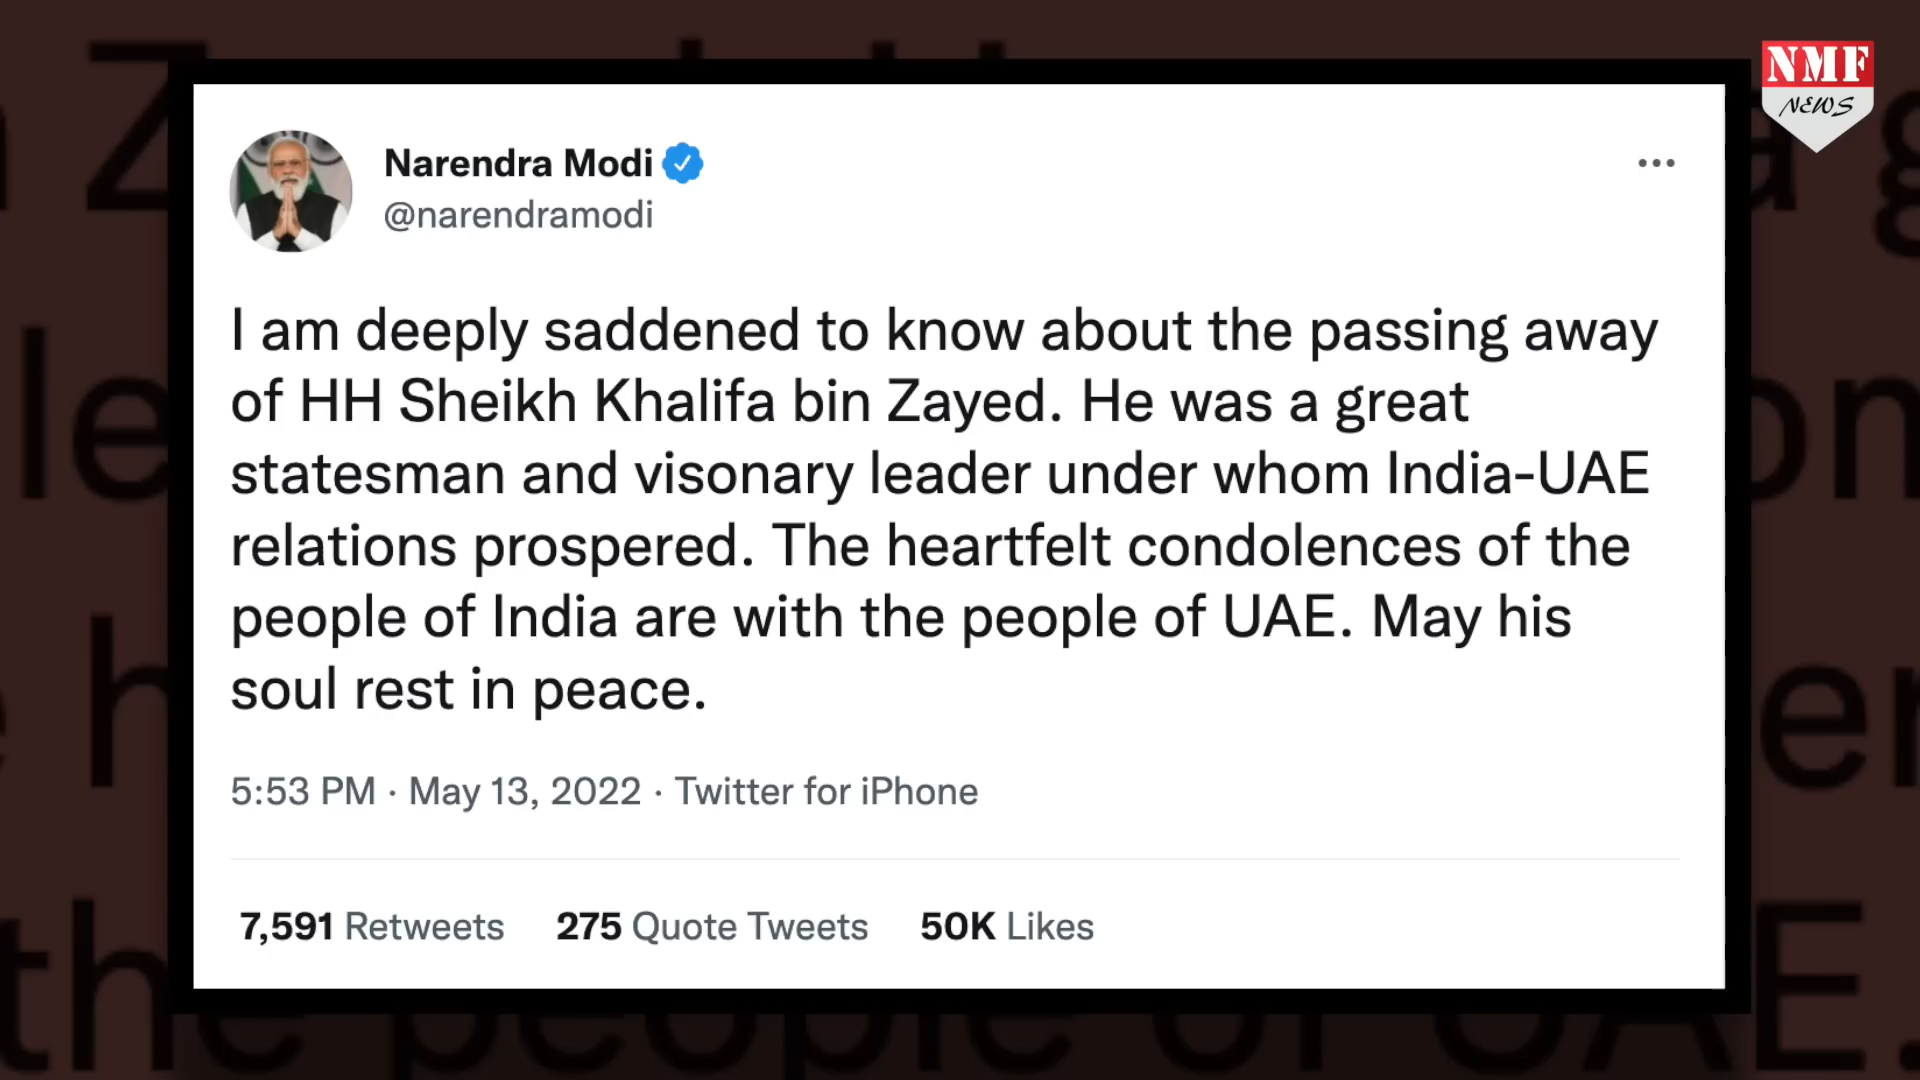 NMF
NEWS
Narendra Modi
@narendramodi
I am deeply saddened to know about the passing away
of HH Sheikh Khalifa bin Zayed. He was a great
statesman and visonary leader under whom India-UAE
relations prospered. The heartfelt condolences of the
people of India are with the people of UAE. May his
soul rest in peace.
5:53 PM · May 13, 2022 · Twitter for iPhone
7,591 Retweets 275 Quote Tweets 50K Likes